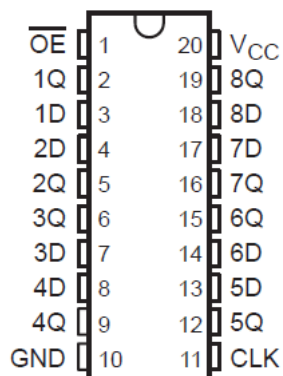 OE 1 20 VCC
1Q 2 19 8Q
1D 3 18 8D
2D 4 17 7D
2Q 5 16 7Q
3Q 6 15 6Q
3D 7 14 6D
4D 8 13 5D
4Q 9 12 5Q
GND 10 11 CLK